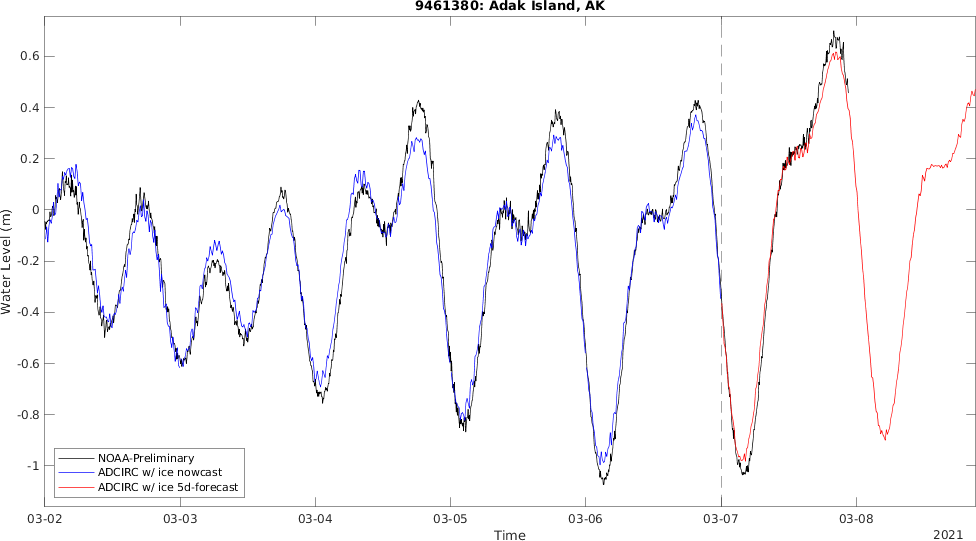 9461380: Adak Island, AK
Water Level (m)
0.6
0.4
0.2
0
-0.2
-0.4
-0.6
-0.8
-1
NOAA-Preliminary
ADCIRC w/ ice nowcast
ADCIRC w/ ice 5d-forecast
03-02 03-03 03-04 03-05 03-06 03-07 03-08
Time
2021